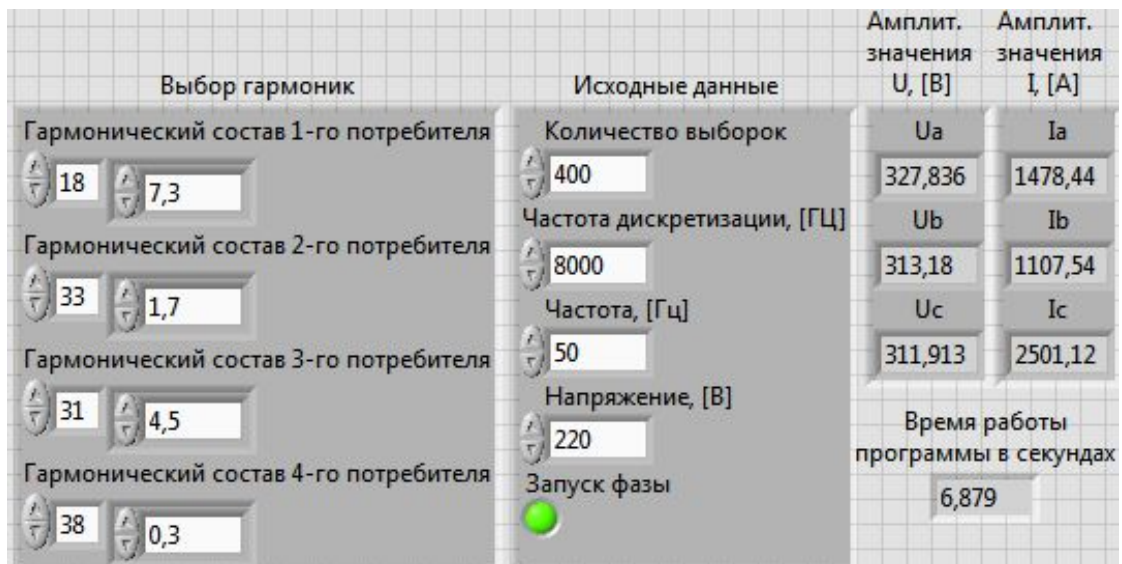 Выбор гармоник
Гармонический состав 1-го потребителя
18 7,3
Гармонический состав 2-го потребителя
33 1,7
Гармонический состав 3-го потребителя
31 4,5
Гармонический состав 4-го потребителя
38 0,3
Исходные данные
Количество выборок
400
Частота дискретизации, [ГЦ]
8000
Частота, [Гц]
50
Напряжение, [В]
220
Запуск фазы
Амплит.
значения
U, [В]
Ua
327,836
Ub
313,18
Uc
311,913
Амплит.
значения
I, [А]
Ia
1478,44
Ib
1107,54
Ic
2501,12
Время работы
программы в секундах
6,879